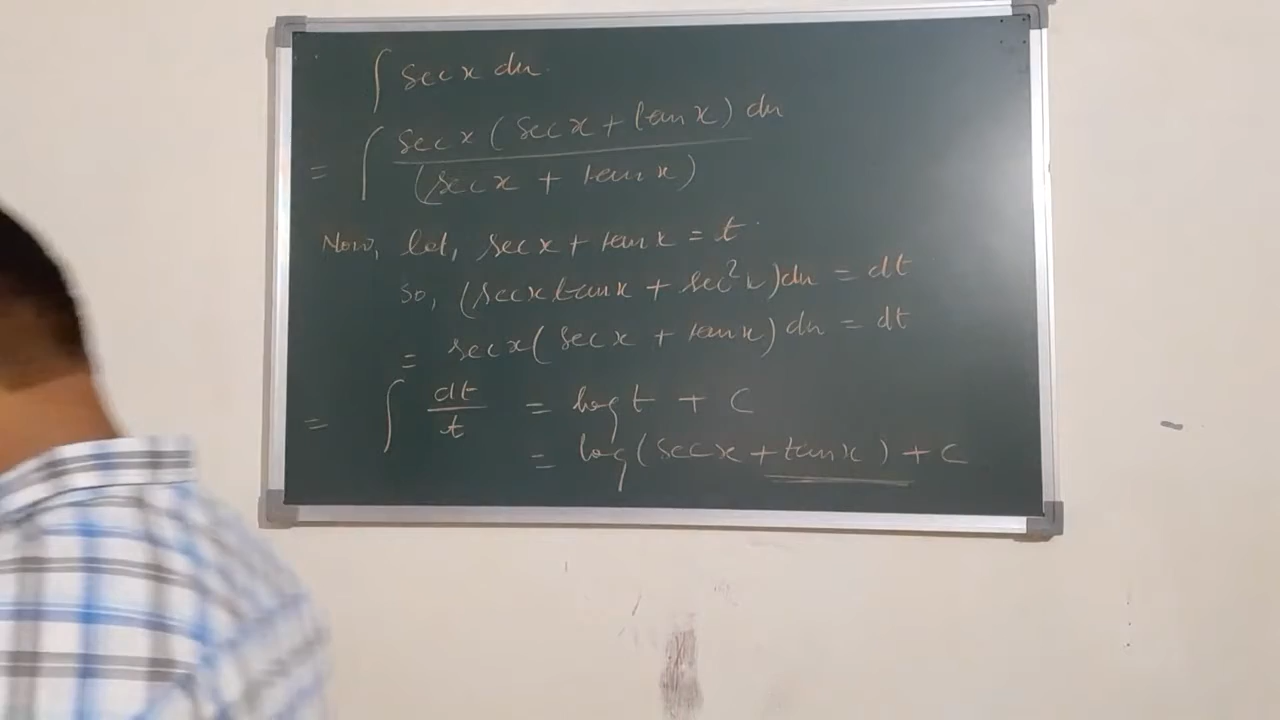 ∫ sec x dx
= ∫ sec x (sec x + tan x) dx / (sec x + tan x)
Now, let, sec x + tan x = t
So, (sec x tan x + sec² x) dx = dt
= sec x (sec x + tan x) dx = dt
= ∫ dt/t = log t + C
= log (sec x + tan x) + C